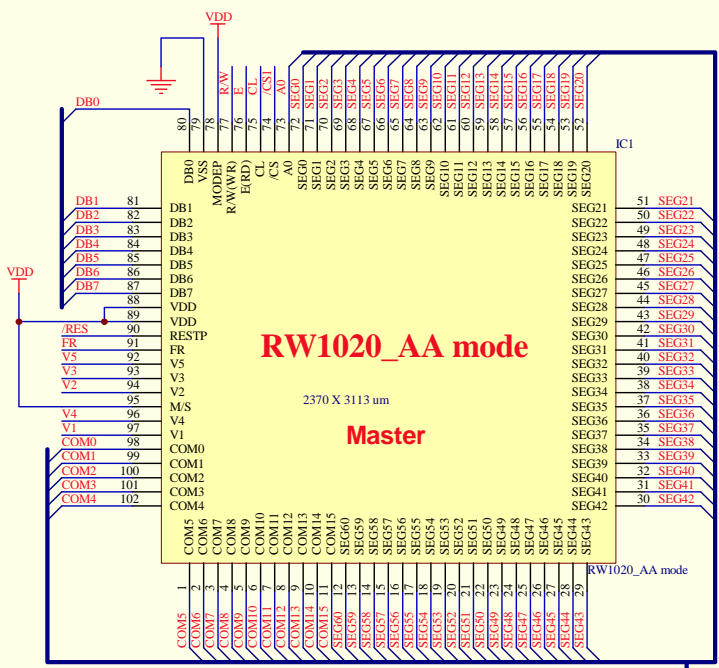 VDD
R/W
E
CL
/CS1
A0
SEG0
SEG1
SEG2
SEG3
SEG4
SEG5
SEG6
SEG7
SEG8
SEG9
SEG10
SEG11
SEG12
SEG13
SEG14
SEG15
SEG16
SEG17
SEG18
SEG19
SEG20
DB0
80 79 78 77 76 75 74 73 72 71 70 69 68 67 66 65 64 63 62 61 60 59 58 57 56 55 54 53 52
IC1
DB0
VSS
MODEP
R/W(WR)
E(RD)
CL
/CS
A0
SEG0
SEG1
SEG2
SEG3
SEG4
SEG5
SEG6
SEG7
SEG8
SEG9
SEG10
SEG11
SEG12
SEG13
SEG14
SEG15
SEG16
SEG17
SEG18
SEG19
SEG20
DB1 81 DB1 SEG21 51 SEG21
DB2 82 DB2 SEG22 50 SEG22
DB3 83 DB3 SEG23 49 SEG23
DB4 84 DB4 SEG24 48 SEG24
DB5 85 DB5 SEG25 47 SEG25
DB6 86 DB6 SEG26 46 SEG26
VDD
DB7 87 DB7 SEG27 45 SEG27
88 VDD SEG28 44 SEG28
89 VDD SEG29 43 SEG29
/RES 90 RESTP SEG30 42 SEG30
FR 91 FR SEG31 41 SEG31
RW1020_AA mode
V5 92 V5 SEG32 40 SEG32
V3 93 V3 SEG33 39 SEG33
V2 94 V2 SEG34 38 SEG34
95 M/S SEG35 37 SEG35
2370 X 3113 um
V4 96 V4 SEG36 36 SEG36
V1 97 V1 SEG37 35 SEG37
Master
COM0 98 COM0 SEG38 34 SEG38
COM1 99 COM1 SEG39 33 SEG39
COM2 100 COM2 SEG40 32 SEG40
COM3 101 COM3 SEG41 31 SEG41
COM4 102 COM4 SEG42 30 SEG42
COM5
COM6
COM7
COM8
COM9
COM10
COM11
COM12
COM13
COM14
COM15
SEG60
SEG59
SEG58
SEG57
SEG56
SEG55
SEG54
SEG53
SEG52
SEG51
SEG50
SEG49
SEG48
SEG47
SEG46
SEG45
SEG44
SEG43
RW1020_AA mode
1 2 3 4 5 6 7 8 9 10 11 12 13 14 15 16 17 18 19 20 21 22 23 24 25 26 27 28 29
COM5
COM6
COM7
COM8
COM9
COM10
COM11
COM12
COM13
COM14
COM15
SEG60
SEG59
SEG58
SEG57
SEG56
SEG55
SEG54
SEG53
SEG52
SEG51
SEG50
SEG49
SEG48
SEG47
SEG46
SEG45
SEG44
SEG43